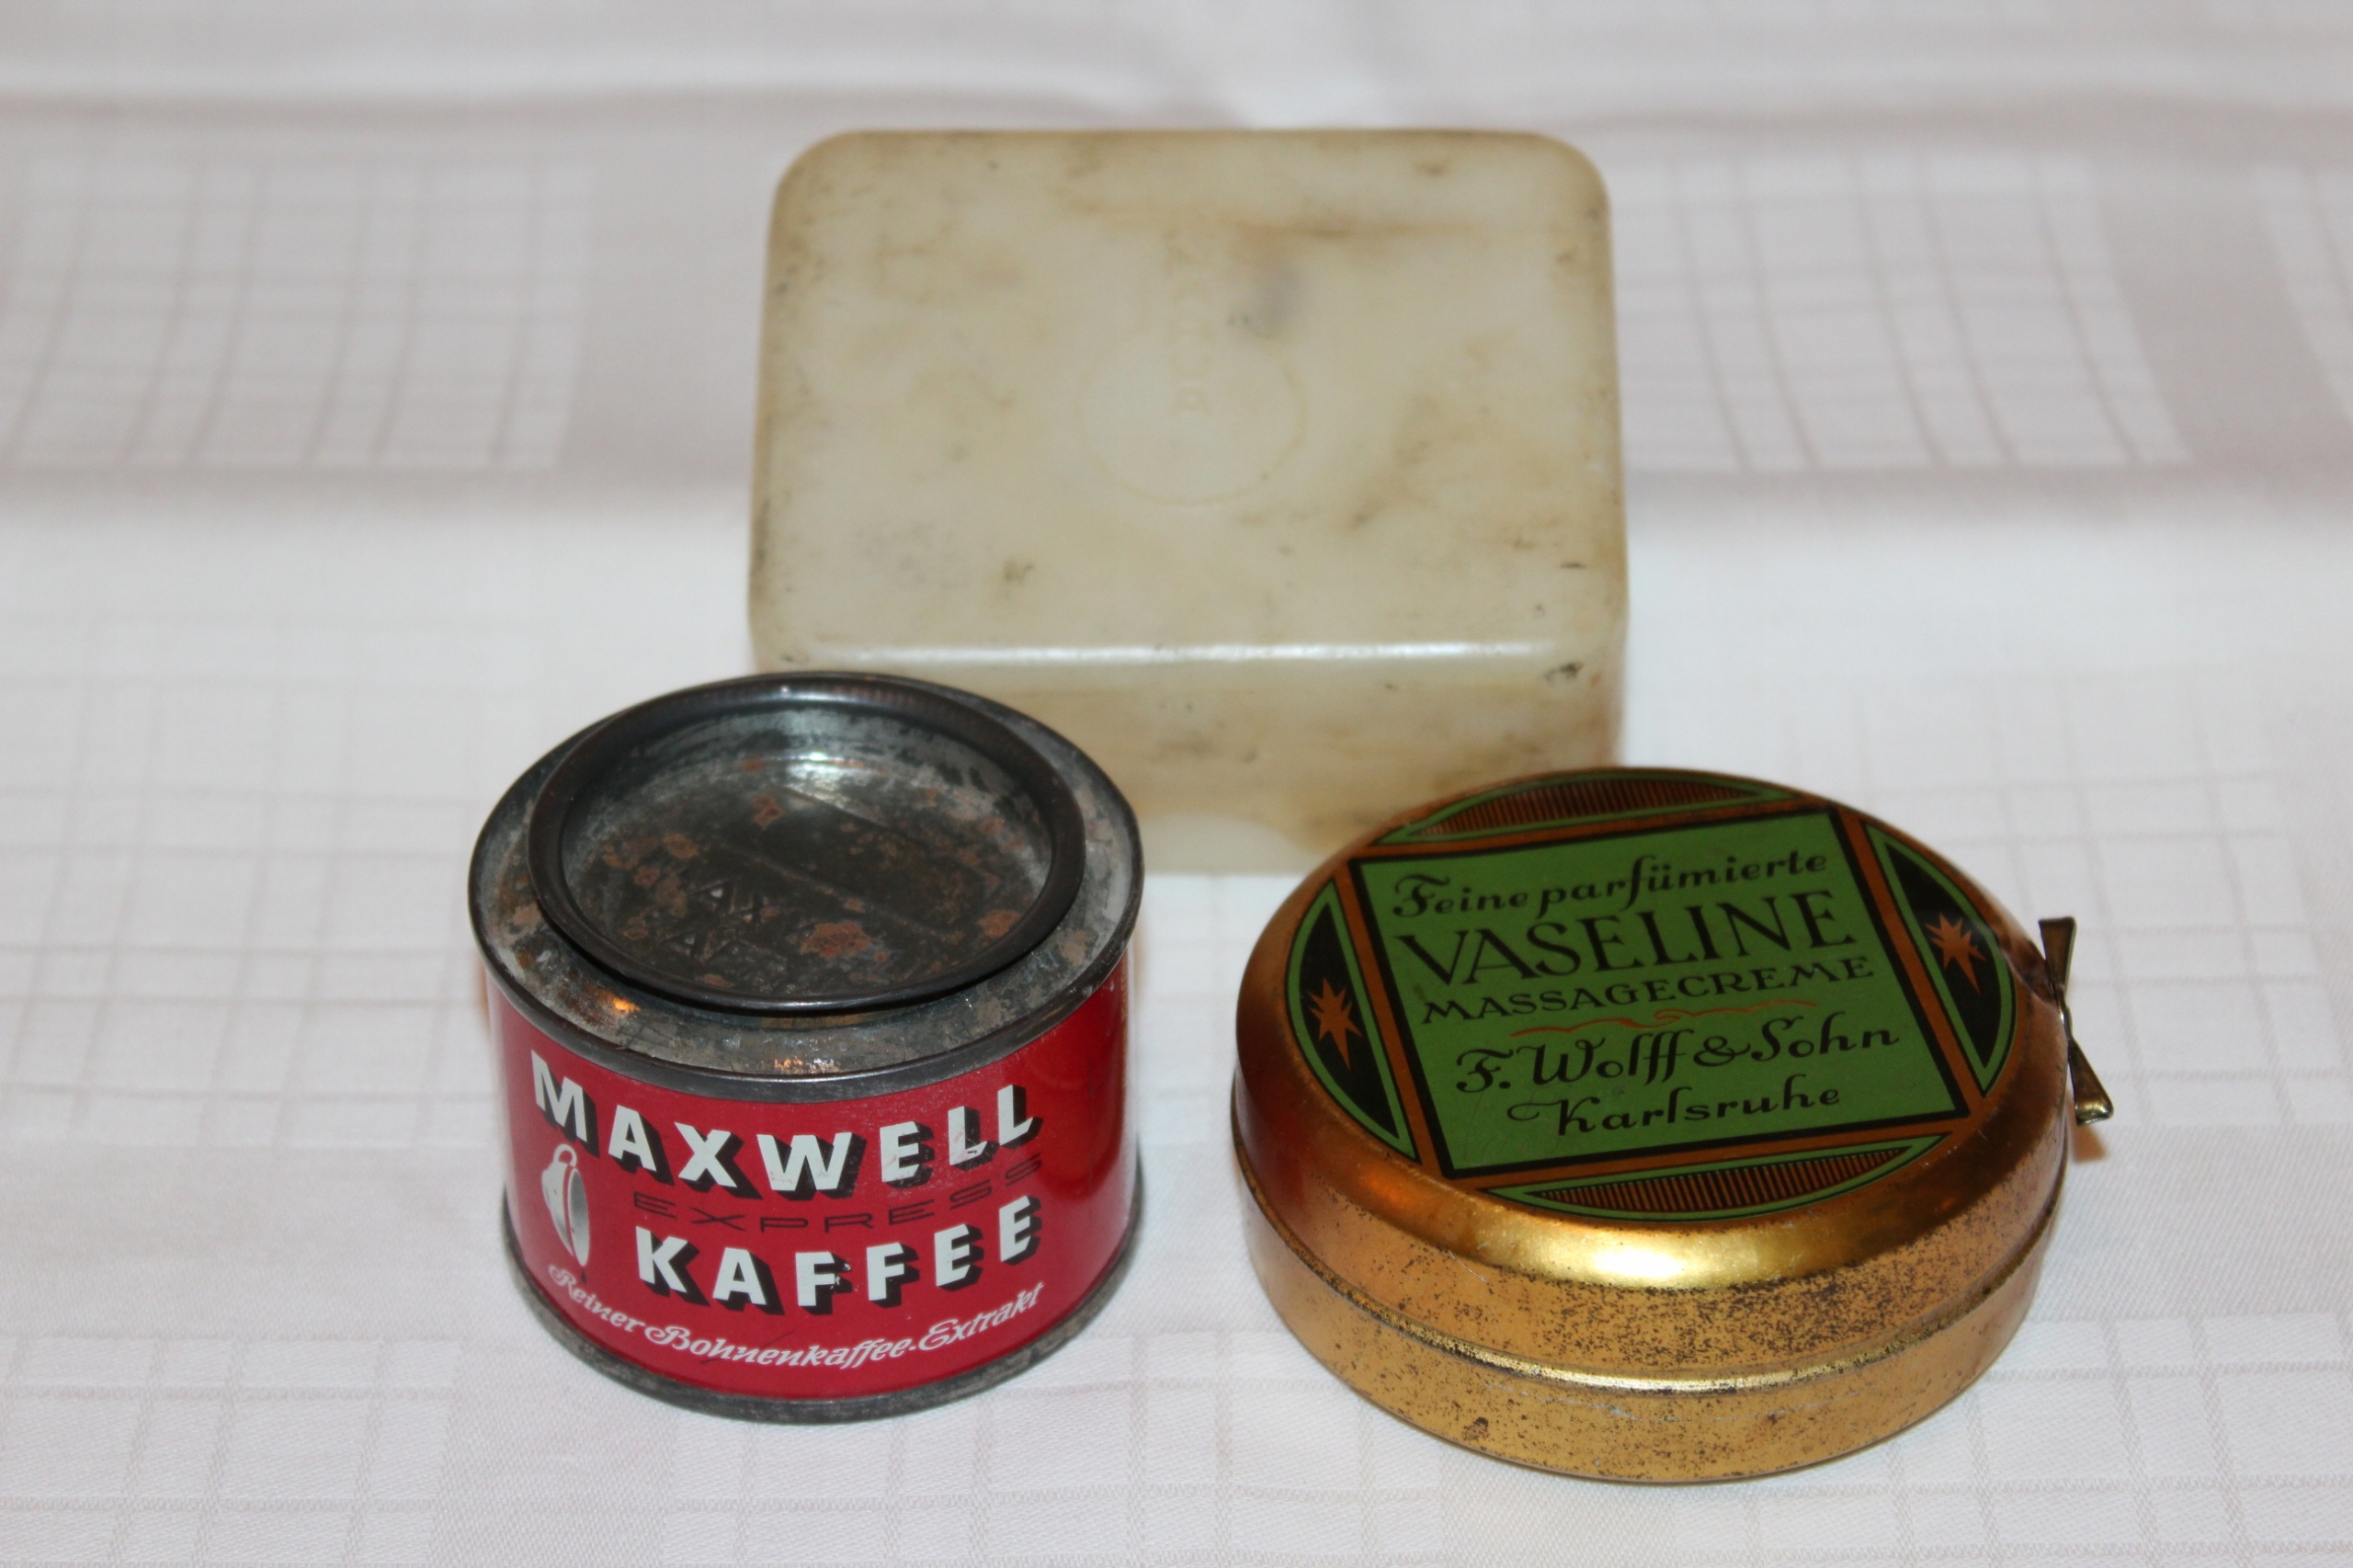 MAXWELL
EXPRESS
KAFFEE
Reiner Bohnenkaffee-Extrakt
Feine parfümierte
VASELINE
MASSAGECREME
F. Wolff & Sohn
Karlsruhe